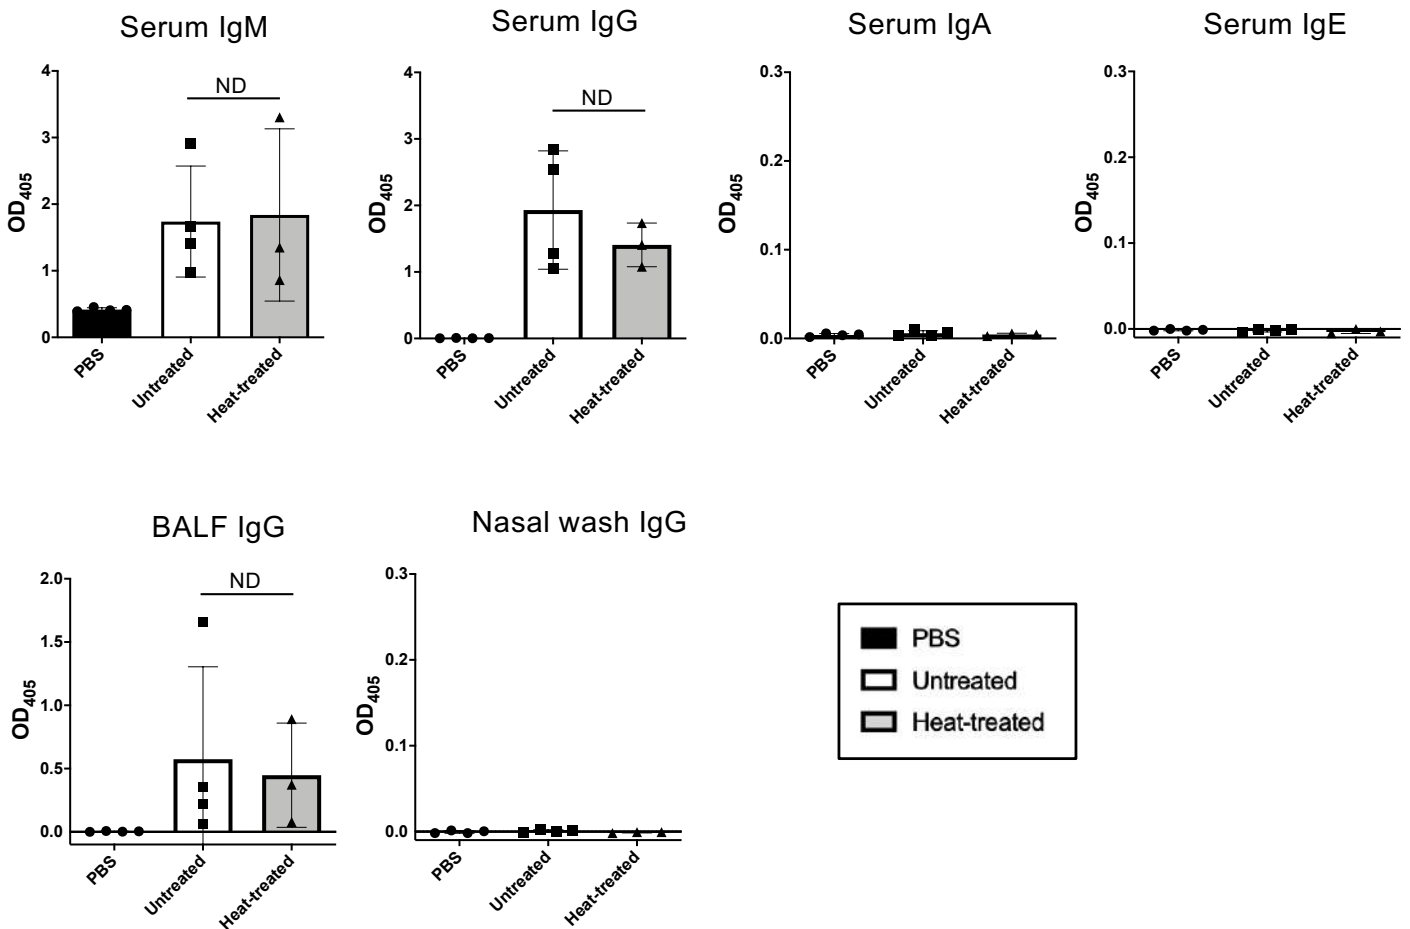 Serum IgM
4
3
2
1
0
OD405
ND
PBS
Untreated
Heat-treated
Serum IgG
4
3
2
1
0
OD405
ND
PBS
Untreated
Heat-treated
Serum IgA
0.3
0.2
0.1
0.0
OD405
PBS
Untreated
Heat-treated
Serum IgE
0.3
0.2
0.1
0.0
OD405
PBS
Untreated
Heat-treated
BALF IgG
2.0
1.5
1.0
0.5
0.0
OD405
ND
PBS
Untreated
Heat-treated
Nasal wash IgG
0.3
0.2
0.1
0.0
OD405
PBS
Untreated
Heat-treated
PBS
Untreated
Heat-treated